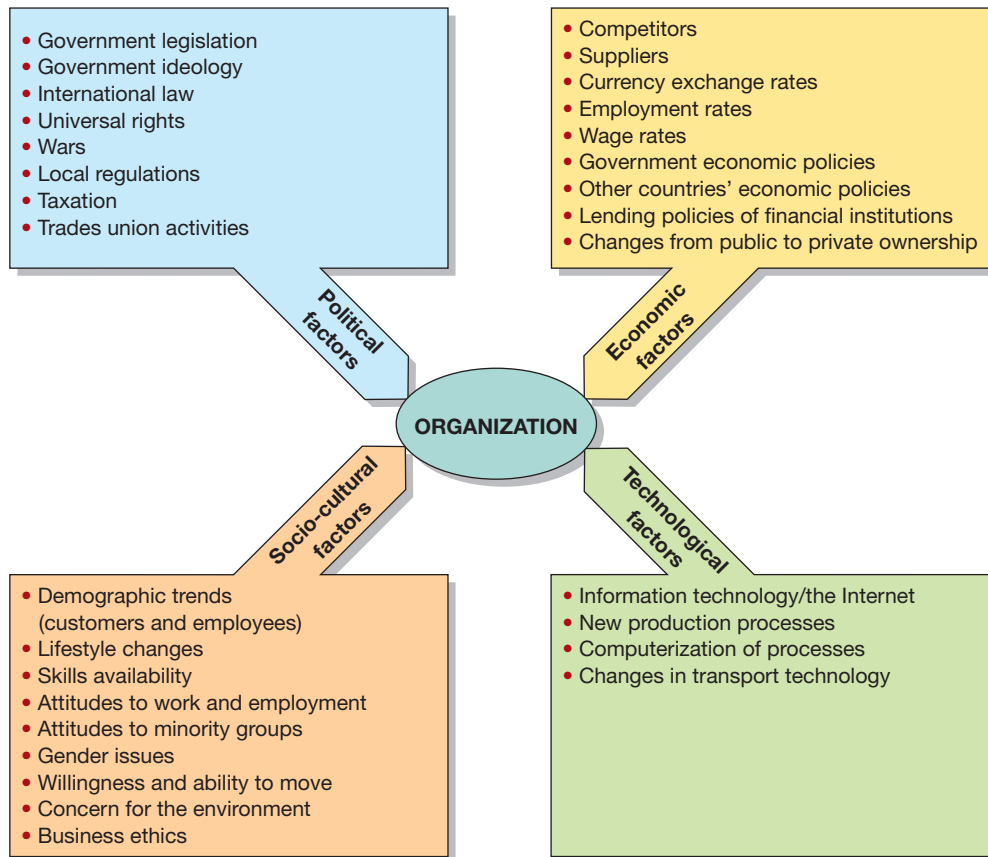 • Government legislation
• Government ideology
• International law
• Universal rights
• Wars
• Local regulations
• Taxation
• Trades union activities
Political
factors
• Competitors
• Suppliers
• Currency exchange rates
• Employment rates
• Wage rates
• Government economic policies
• Other countries’ economic policies
• Lending policies of financial institutions
• Changes from public to private ownership
Economic
factors
ORGANIZATION
Socio-cultural
factors
• Demographic trends
(customers and employees)
• Lifestyle changes
• Skills availability
• Attitudes to work and employment
• Attitudes to minority groups
• Gender issues
• Willingness and ability to move
• Concern for the environment
• Business ethics
Technological
factors
• Information technology/the Internet
• New production processes
• Computerization of processes
• Changes in transport technology